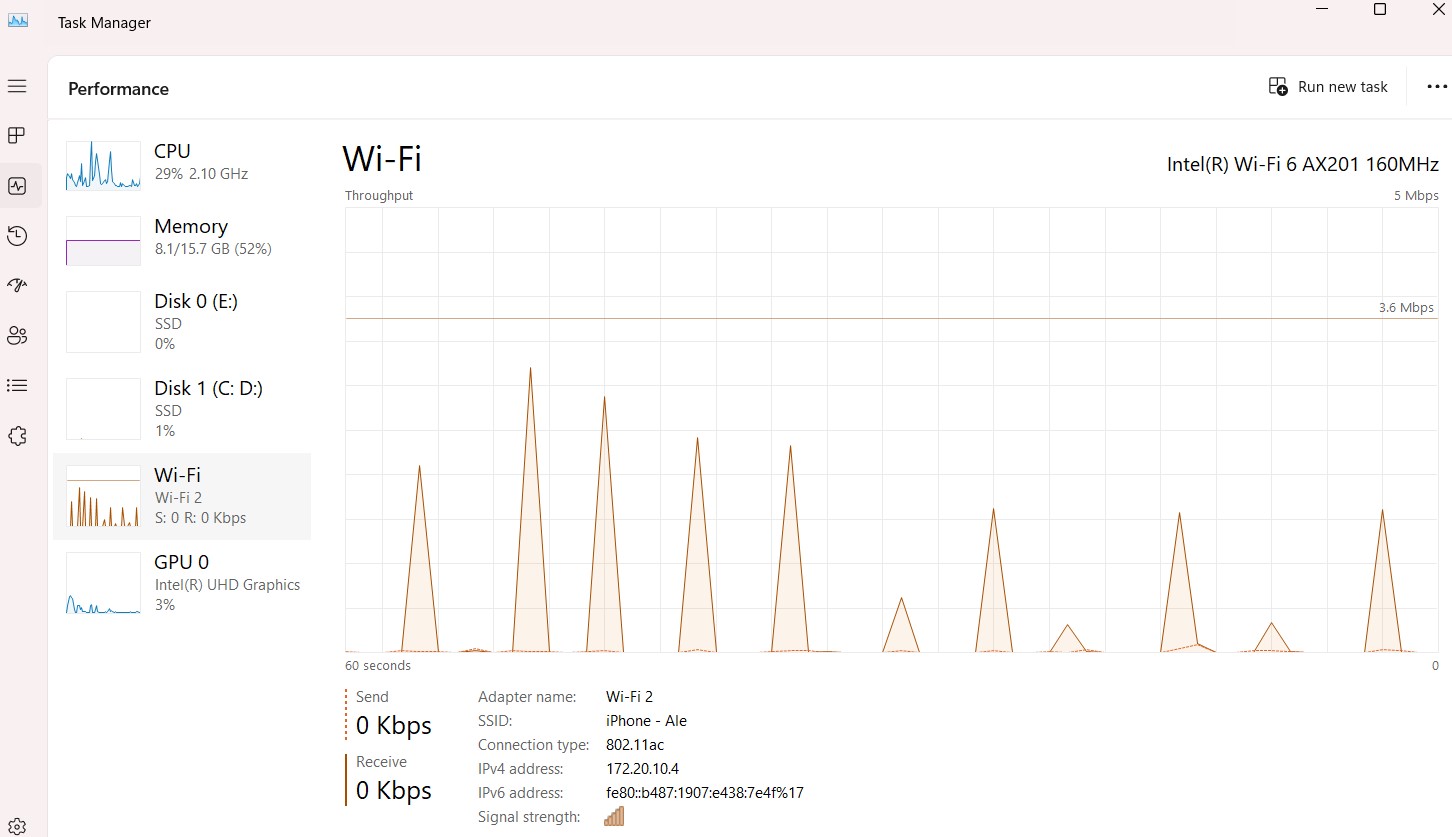 Task Manager
Performance
Run new task
CPU
29% 2.10 GHz
Memory
8.1/15.7 GB (52%)
Disk 0 (E:)
SSD
0%
Disk 1 (C: D:)
SSD
1%
Wi-Fi
Wi-Fi 2
S: 0 R: 0 Kbps
GPU 0
Intel(R) UHD Graphics
3%
Wi-Fi
Intel(R) Wi-Fi 6 AX201 160MHz
Throughput
5 Mbps
3.6 Mbps
60 seconds
0
Send
0 Kbps
Receive
0 Kbps
Adapter name: Wi-Fi 2
SSID: iPhone - Ale
Connection type: 802.11ac
IPv4 address: 172.20.10.4
IPv6 address: fe80::b487:1907:e438:7e4f%17
Signal strength: